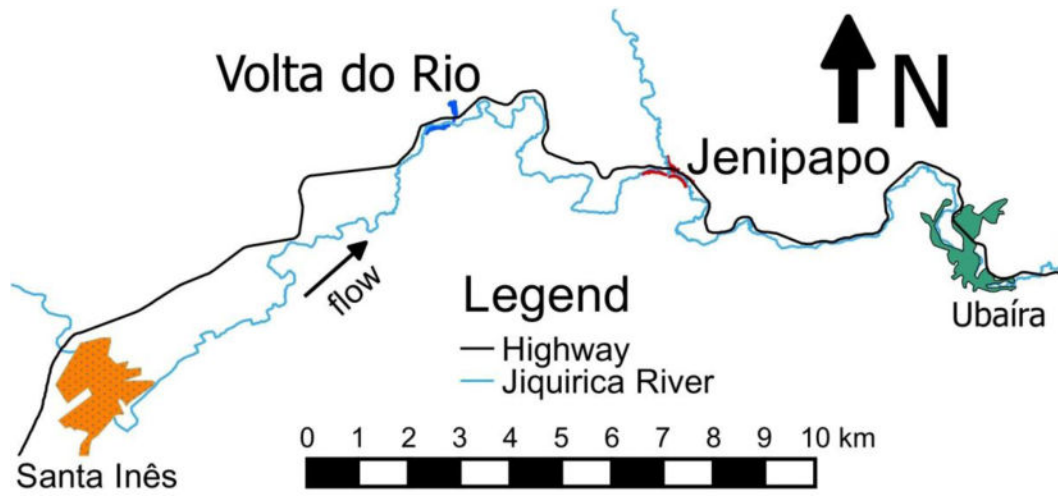 Volta do Rio
N
Jenipapo
flow
Legend
Highway
Jiquirica River
Ubaíra
0 1 2 3 4 5 6 7 8 9 10 km
Santa Inês